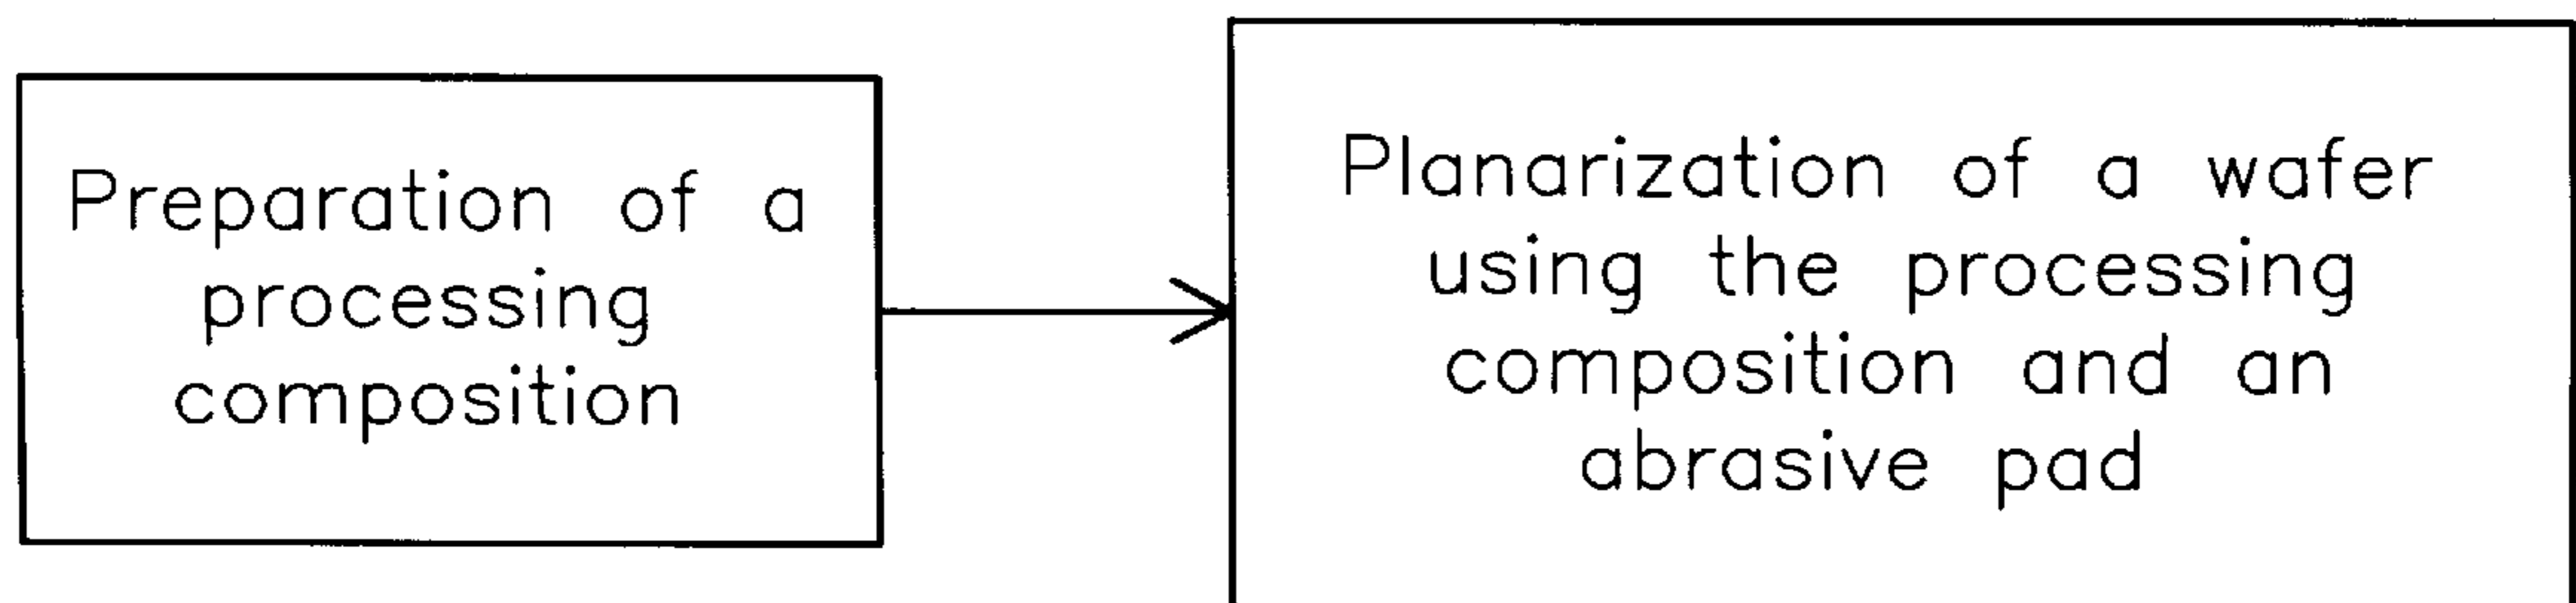 Preparation of a
processing
composition
Planarization of a wafer
using the processing
composition and an
abrasive pad